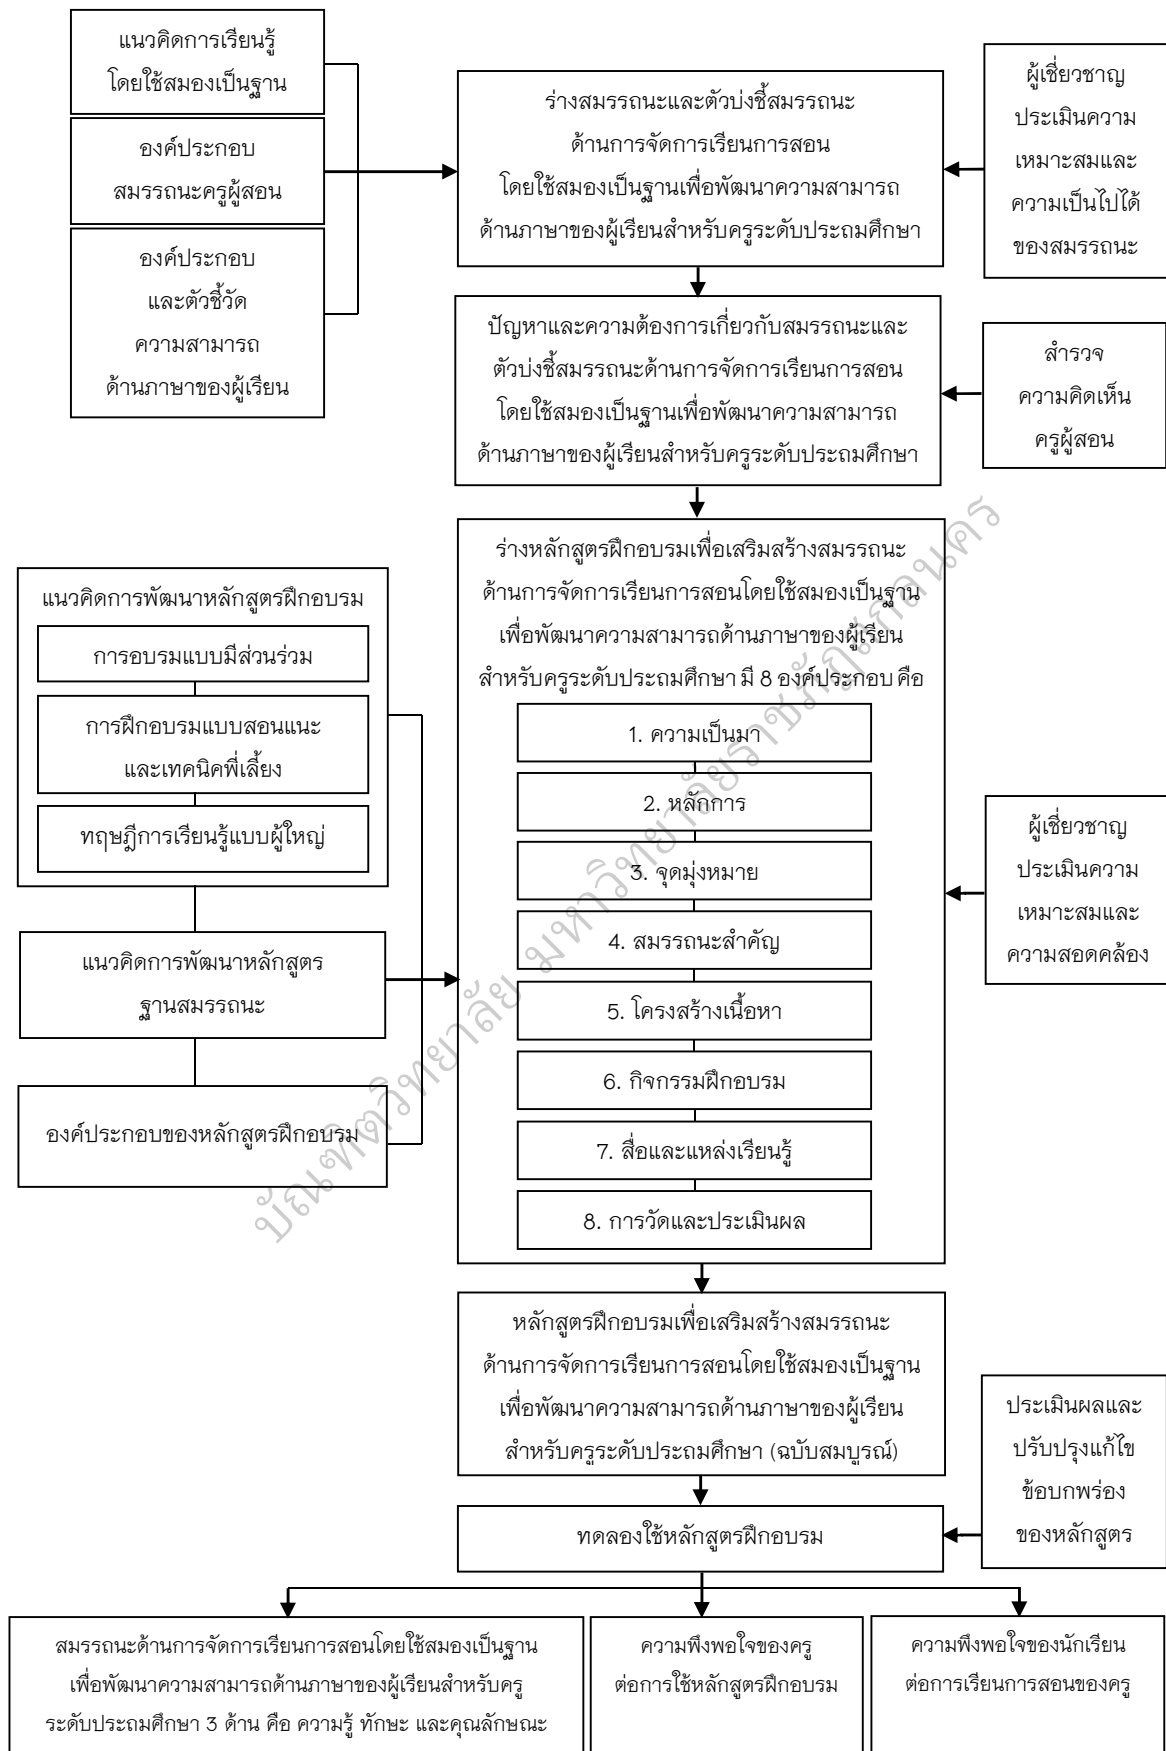 แนวคิดการเรียนรู้
โดยใช้สมองเป็นฐาน
องค์ประกอบ
สมรรถนะครูผู้สอน
องค์ประกอบ
และตัวชี้วัด
ความสามารถ
ด้านภาษาของผู้เรียน
ร่างสมรรถนะและตัวบ่งชี้สมรรถนะ
ด้านการจัดการเรียนการสอน
โดยใช้สมองเป็นฐานเพื่อพัฒนาความสามารถ
ด้านภาษาของผู้เรียนสำหรับครูระดับประถมศึกษา
ผู้เชี่ยวชาญ
ประเมินความ
เหมาะสมและ
ความเป็นไปได้
ของสมรรถนะ
ปัญหาและความต้องการเกี่ยวกับสมรรถนะและ
ตัวบ่งชี้สมรรถนะด้านการจัดการเรียนการสอน
โดยใช้สมองเป็นฐานเพื่อพัฒนาความสามารถ
ด้านภาษาของผู้เรียนสำหรับครูระดับประถมศึกษา
สำรวจ
ความคิดเห็น
ครูผู้สอน
แนวคิดการพัฒนาหลักสูตรฝึกอบรม
การอบรมแบบมีส่วนร่วม
การฝึกอบรมแบบสอนแนะ
และเทคนิคพี่เลี้ยง
ทฤษฎีการเรียนรู้แบบผู้ใหญ่
แนวคิดการพัฒนาหลักสูตร
ฐานสมรรถนะ
องค์ประกอบของหลักสูตรฝึกอบรม
ร่างหลักสูตรฝึกอบรมเพื่อเสริมสร้างสมรรถนะ
ด้านการจัดการเรียนการสอนโดยใช้สมองเป็นฐาน
เพื่อพัฒนาความสามารถด้านภาษาของผู้เรียน
สำหรับครูระดับประถมศึกษา มี 8 องค์ประกอบ คือ
1. ความเป็นมา
2. หลักการ
3. จุดมุ่งหมาย
4. สมรรถนะสำคัญ
5. โครงสร้างเนื้อหา
6. กิจกรรมฝึกอบรม
7. สื่อและแหล่งเรียนรู้
8. การวัดและประเมินผล
ผู้เชี่ยวชาญ
ประเมินความ
เหมาะสมและ
ความสอดคล้อง
บัณฑิตวิทยาลัย มหาวิทยาลัยราชภัฏสกลนคร
หลักสูตรฝึกอบรมเพื่อเสริมสร้างสมรรถนะ
ด้านการจัดการเรียนการสอนโดยใช้สมองเป็นฐาน
เพื่อพัฒนาความสามารถด้านภาษาของผู้เรียน
สำหรับครูระดับประถมศึกษา (ฉบับสมบูรณ์)
ทดลองใช้หลักสูตรฝึกอบรม
ประเมินผลและ
ปรับปรุงแก้ไข
ข้อบกพร่อง
ของหลักสูตร
สมรรถนะด้านการจัดการเรียนการสอนโดยใช้สมองเป็นฐาน
เพื่อพัฒนาความสามารถด้านภาษาของผู้เรียนสำหรับครู
ระดับประถมศึกษา 3 ด้าน คือ ความรู้ ทักษะ และคุณลักษณะ
ความพึงพอใจของครู
ต่อการใช้หลักสูตรฝึกอบรม
ความพึงพอใจของนักเรียน
ต่อการเรียนการสอนของครู